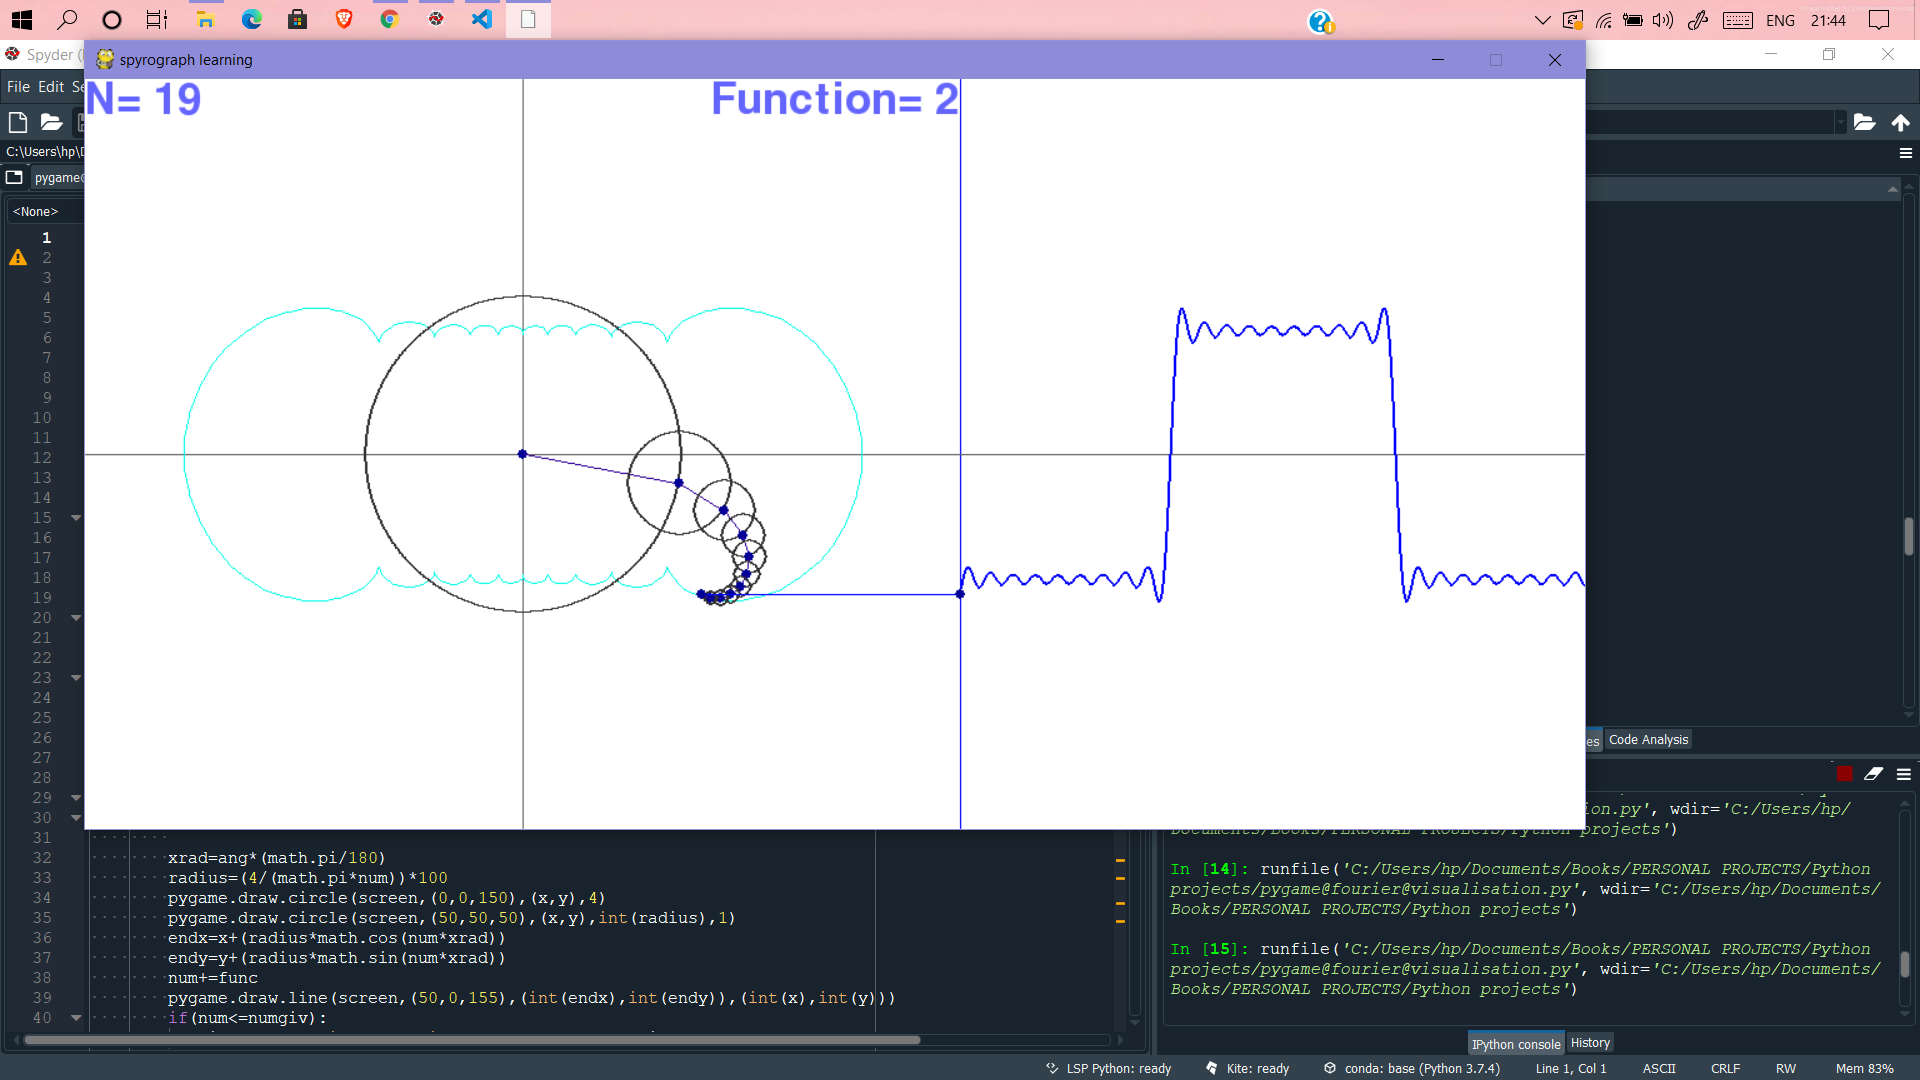 ENG
21:44
Spyder (
spyrograph learning
File Edit Se
N= 19
Function= 2
C:\Users\hp\D
pygame@
<None>
1
2
3
4
5
6
7
8
9
10
11
12
13
14
15
16
17
18
19
20
21
22
23
24
25
26
27
28
29
30
31
32 xrad=ang*(math.pi/180)
33 radius=(4/(math.pi*num))*100
34 pygame.draw.circle(screen,(0,0,150),(x,y),4)
35 pygame.draw.circle(screen,(50,50,50),(x,y),int(radius),1)
36 endx=x+(radius*math.cos(num*xrad))
37 endy=y+(radius*math.sin(num*xrad))
38 num+=func
39 pygame.draw.line(screen,(50,0,155),(int(endx),int(endy)),(int(x),int(y)))
40 if(num<=numgiv):
es
Code Analysis
ion.py', wdir='C:/Users/hp/
Documents/Books/PERSONAL PROJECTS/Python projects')
In [14]: runfile('C:/Users/hp/Documents/Books/PERSONAL PROJECTS/Python
projects/pygame@fourier@visualisation.py', wdir='C:/Users/hp/Documents/
Books/PERSONAL PROJECTS/Python projects')
In [15]: runfile('C:/Users/hp/Documents/Books/PERSONAL PROJECTS/Python
projects/pygame@fourier@visualisation.py', wdir='C:/Users/hp/Documents/
Books/PERSONAL PROJECTS/Python projects')
IPython console
History
LSP Python: ready
Kite: ready
conda: base (Python 3.7.4)
Line 1, Col 1
ASCII
CRLF
RW
Mem 83%